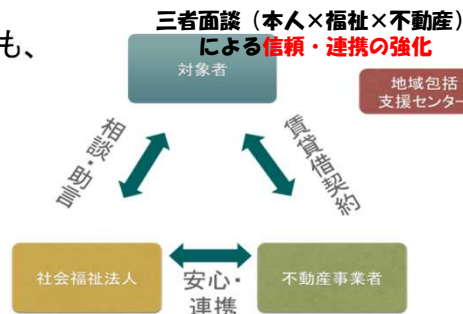 三者面談（本人×福祉×不動産）
による信頼・連携の強化
も、
対象者
地域包括
支援センター
相談・助言
賃貸借契約
社会福祉法人
安心・
連携
不動産事業者